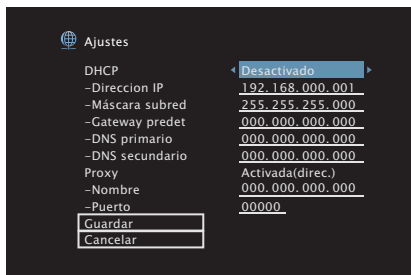 Ajustes
DHCP Desactivado
-Direccion IP 192.168.000.001
-Máscara subred 255.255.255.000
-Gateway predet 000.000.000.000
-DNS primario 000.000.000.000
-DNS secundario 000.000.000.000
Proxy Activada(direc.)
-Nombre 000.000.000.000
-Puerto 00000
Guardar
Cancelar